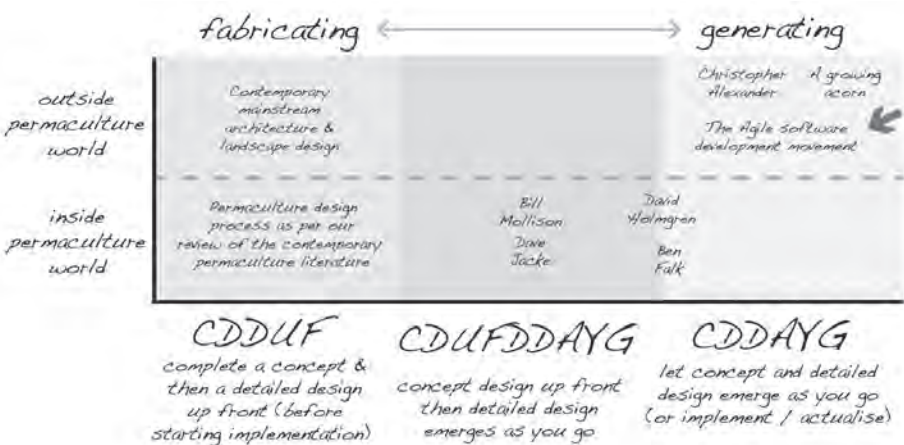 fabricating
generating
outside
permaculture
world
Contemporary
mainstream
architecture &
landscape design
Christopher
Alexander
A growing
acorn
The Agile software
development movement
inside
permaculture
world
Permaculture design
process as per our
review of the contemporary
permaculture literature
Bill
Mollison
Dave
Jacke
David
Holmgren
Ben
Falk
CDDUF
complete a concept &
then a detailed design
up front (before
starting implementation)
CDUFDDAYG
concept design up front
then detailed design
emerges as you go
CDDAYG
let concept and detailed
design emerge as you go
(or implement / actualise)